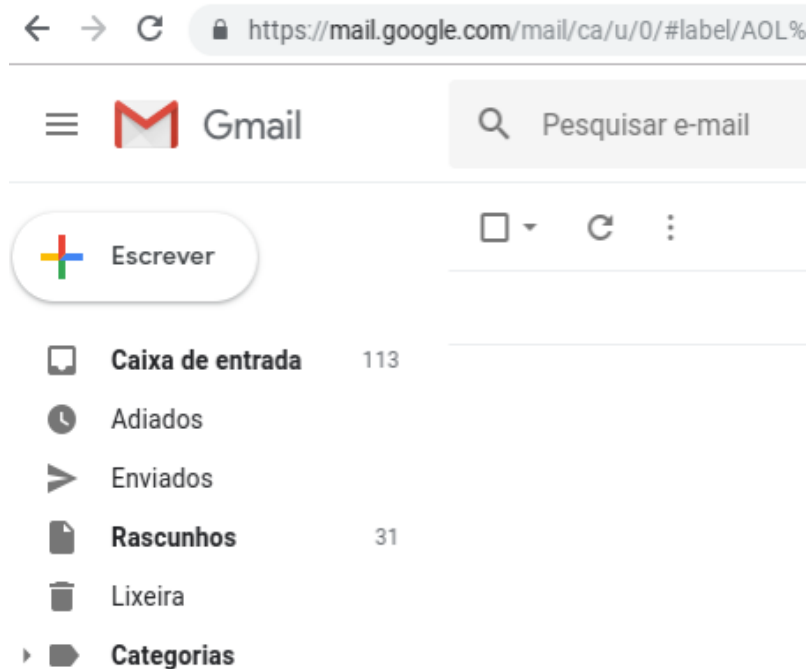 https://mail.google.com/mail/ca/u/0/#label/AOL%
Gmail
Pesquisar e-mail
Escrever
Caixa de entrada 113
Adiados
Enviados
Rascunhos 31
Lixeira
Categorias